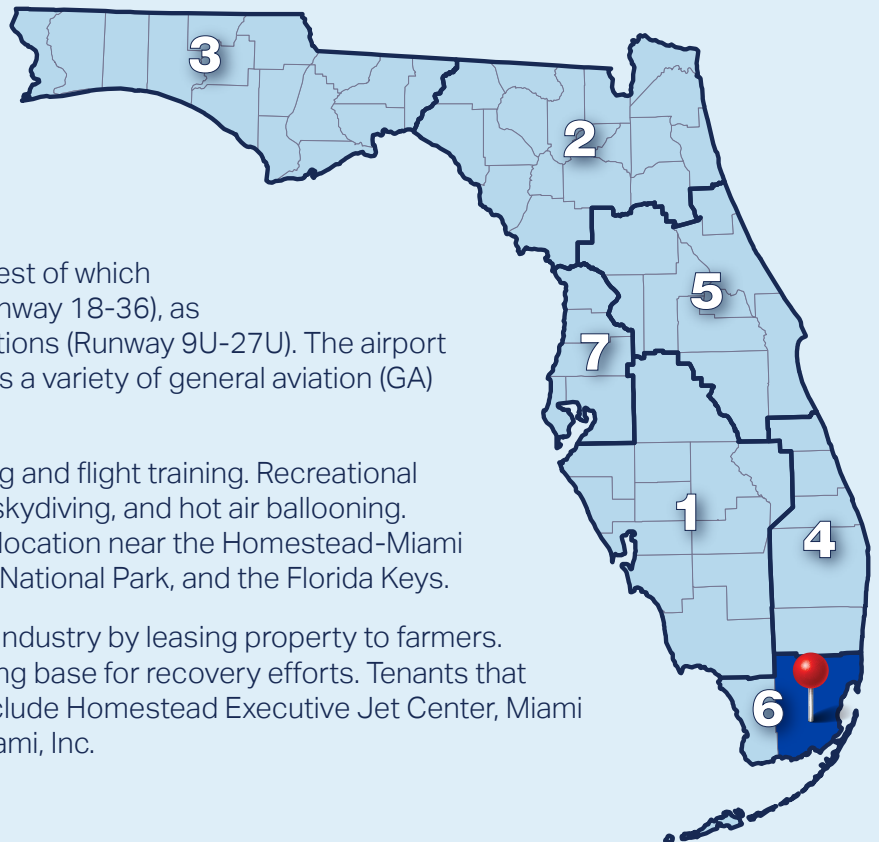 3
2
est of which
nway 18-36), as
tions (Runway 9U-27U). The airport
s a variety of general aviation (GA)
5
7
g and flight training. Recreational
skydiving, and hot air ballooning.
location near the Homestead-Miami
National Park, and the Florida Keys.
1
4
industry by leasing property to farmers.
ng base for recovery efforts. Tenants that
clude Homestead Executive Jet Center, Miami
ami, Inc.
6